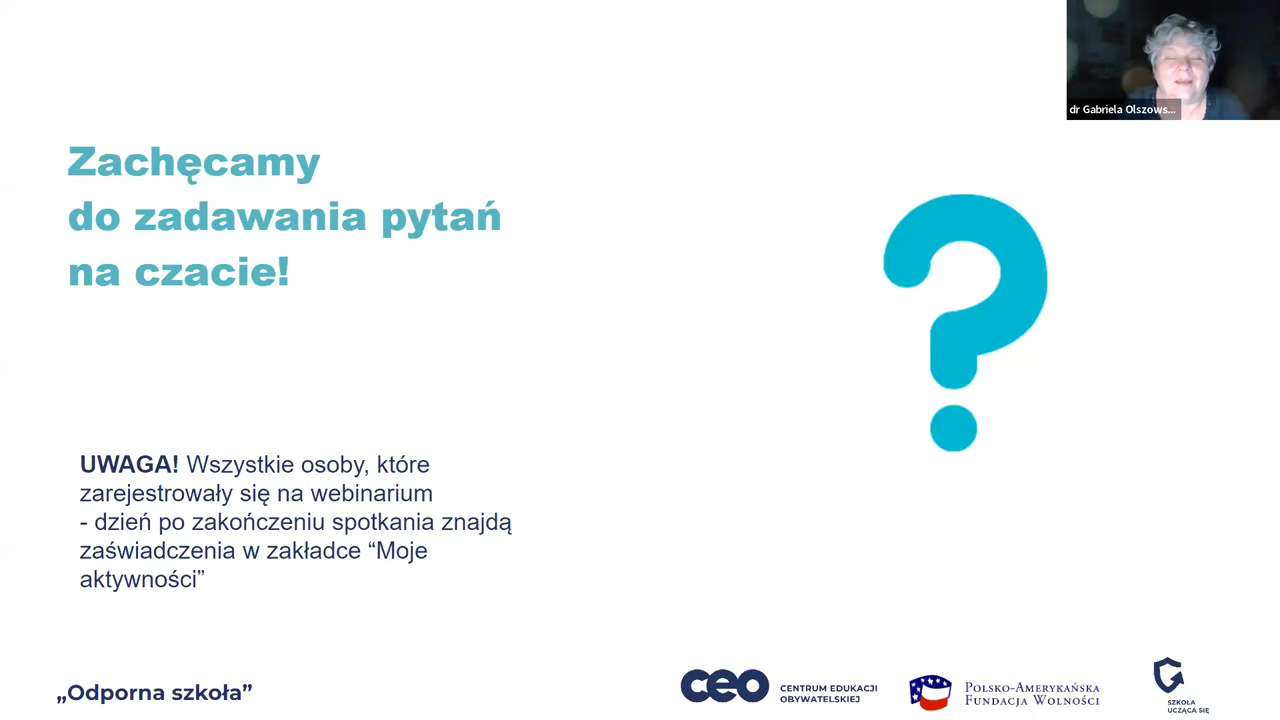 dr Gabriela Olszows...
Zachęcamy
do zadawania pytań
na czacie!
UWAGA! Wszystkie osoby, które
zarejestrowały się na webinarium
- dzień po zakończeniu spotkania znajdą
zaświadczenia w zakładce “Moje
aktywności”
„Odporna szkoła”
ceo
CENTRUM EDUKACJI
OBYWATELSKIEJ
POLSKO-AMERYKAŃSKA
FUNDACJA WOLNOŚCI
SZKOŁA
UCZĄCA SIĘ